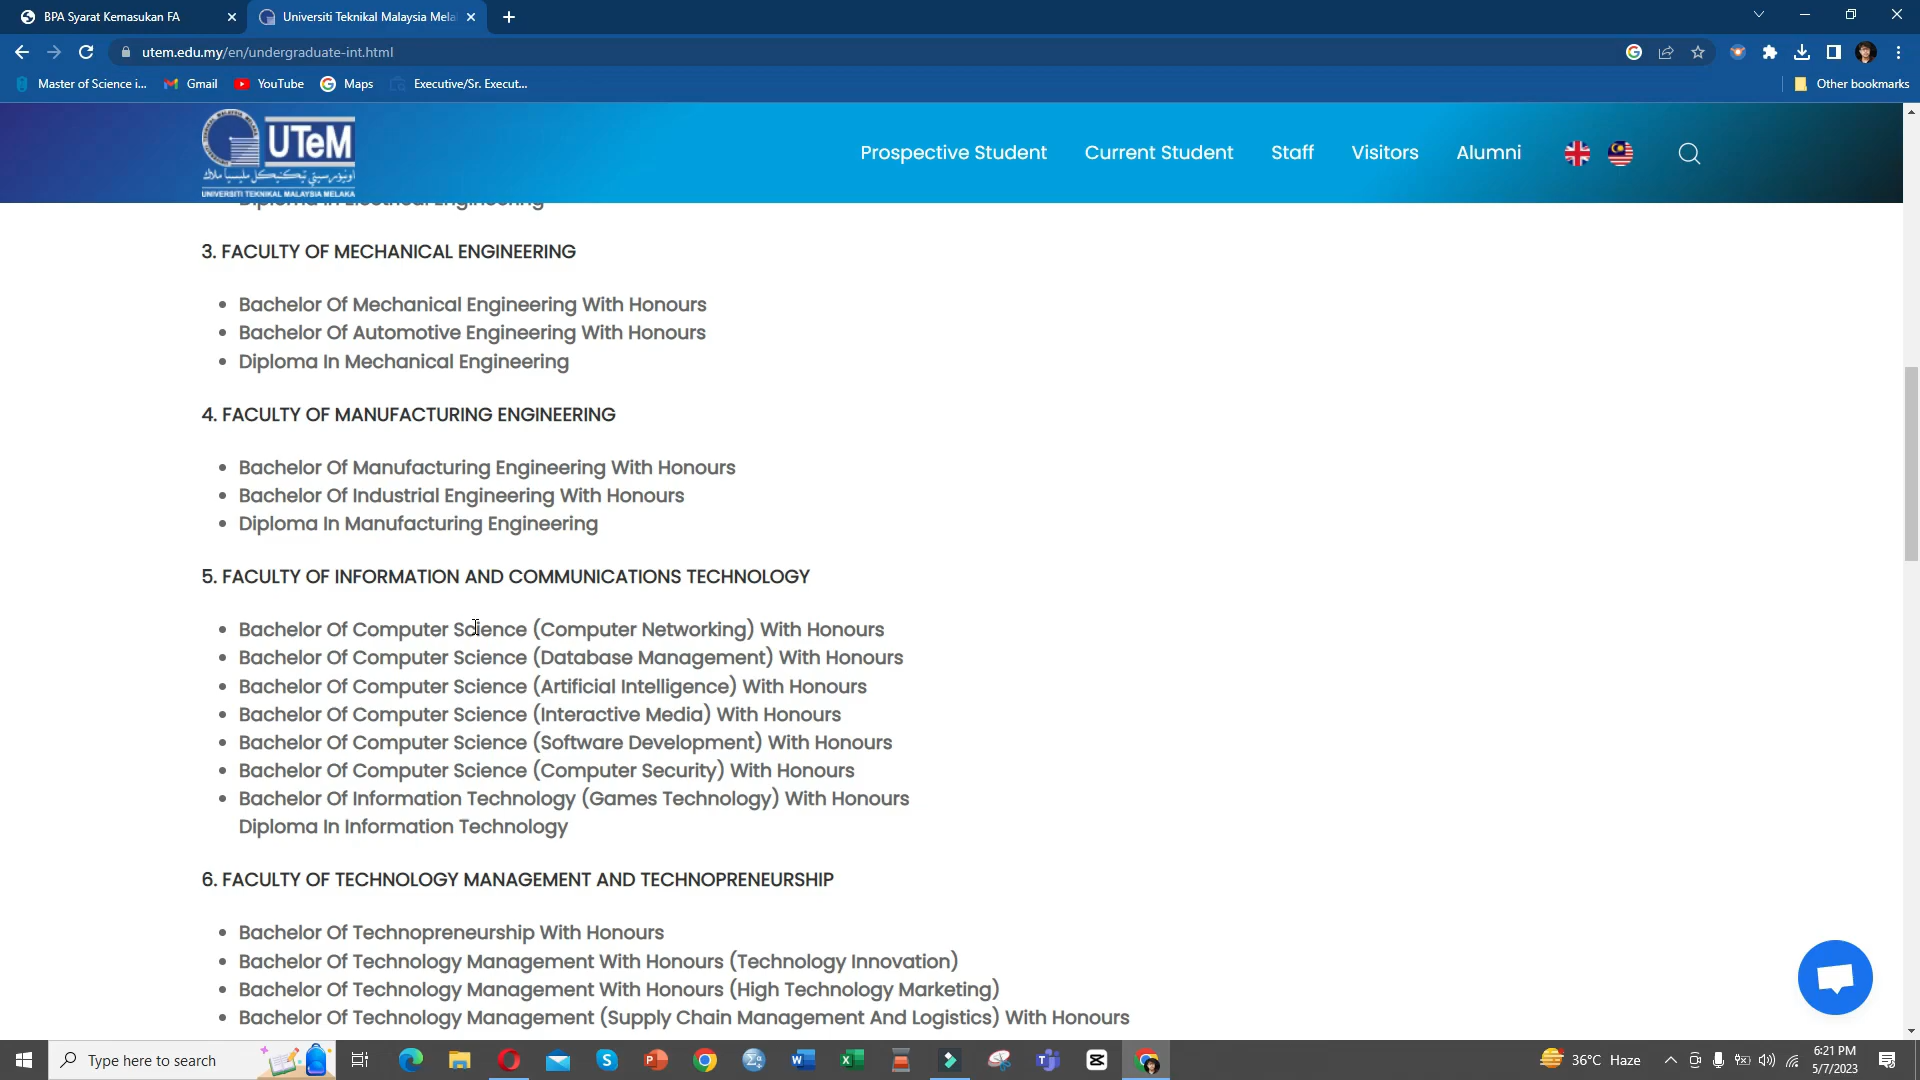 BPA Syarat Kemasukan FA
Universiti Teknikal Malaysia Mela
utem.edu.my/en/undergraduate-int.html
Master of Science i...
Gmail
YouTube
Maps
Executive/Sr. Execut...
Other bookmarks
UTeM
اونيۏرسيتي تيکنيکل مليسيا ملاک
UNIVERSITI TEKNIKAL MALAYSIA MELAKA
Prospective Student
Current Student
Staff
Visitors
Alumni
Diploma In Electrical Engineering
3. FACULTY OF MECHANICAL ENGINEERING
Bachelor Of Mechanical Engineering With Honours
Bachelor Of Automotive Engineering With Honours
Diploma In Mechanical Engineering
4. FACULTY OF MANUFACTURING ENGINEERING
Bachelor Of Manufacturing Engineering With Honours
Bachelor Of Industrial Engineering With Honours
Diploma In Manufacturing Engineering
5. FACULTY OF INFORMATION AND COMMUNICATIONS TECHNOLOGY
Bachelor Of Computer Science (Computer Networking) With Honours
Bachelor Of Computer Science (Database Management) With Honours
Bachelor Of Computer Science (Artificial Intelligence) With Honours
Bachelor Of Computer Science (Interactive Media) With Honours
Bachelor Of Computer Science (Software Development) With Honours
Bachelor Of Computer Science (Computer Security) With Honours
Bachelor Of Information Technology (Games Technology) With Honours
Diploma In Information Technology
6. FACULTY OF TECHNOLOGY MANAGEMENT AND TECHNOPRENEURSHIP
Bachelor Of Technopreneurship With Honours
Bachelor Of Technology Management With Honours (Technology Innovation)
Bachelor Of Technology Management With Honours (High Technology Marketing)
Bachelor Of Technology Management (Supply Chain Management And Logistics) With Honours
Type here to search
36°C Haze
6:21 PM
5/7/2023